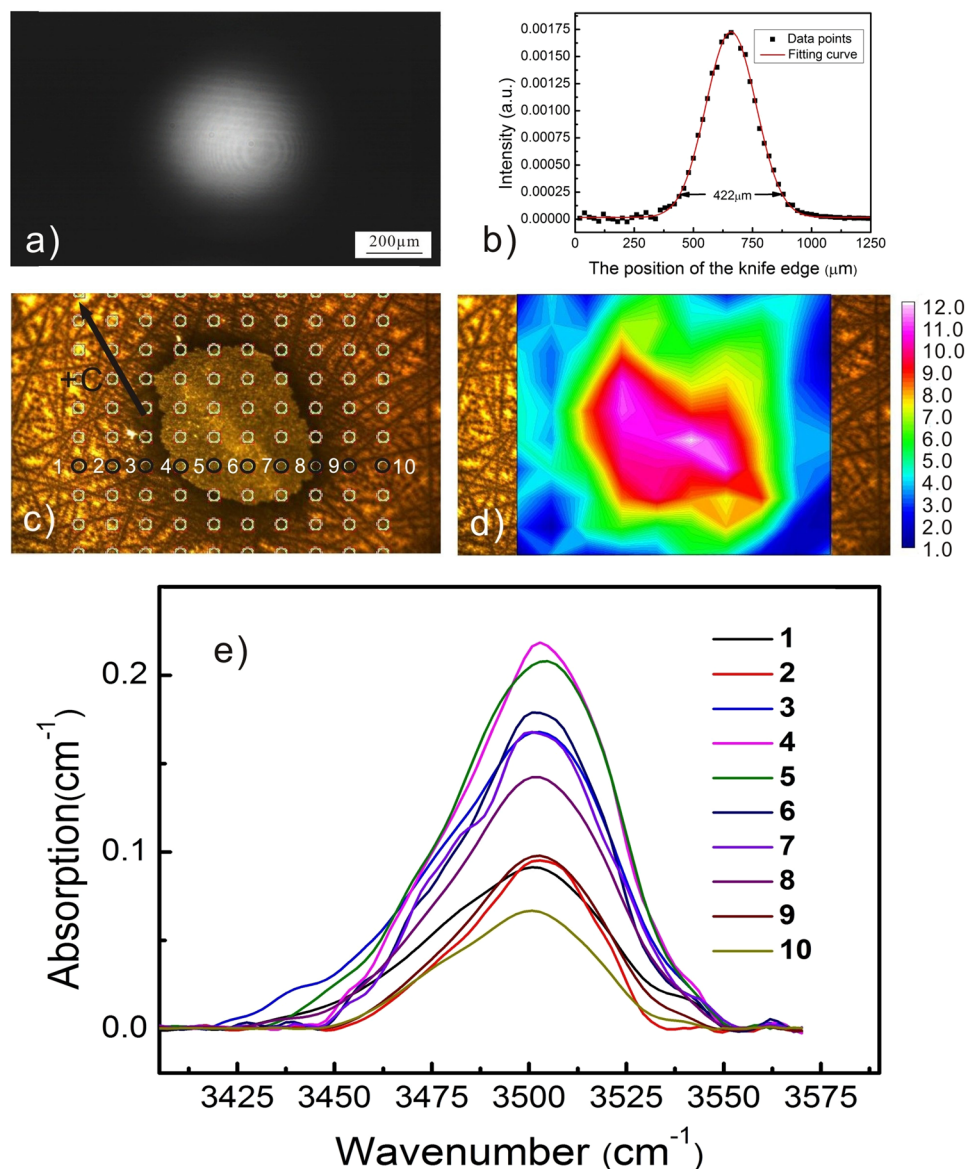 a)
200µm
0.00175
0.00150
0.00125
0.00100
0.00075
0.00050
0.00025
0.00000
Intensity (a.u.)
Data points
Fitting curve
422µm
b)
0 250 500 750 1000 1250
The position of the knife edge (µm)
+C
1 2 3 4 5 6 7 8 9 10
c)
d)
12.0
11.0
10.0
9.0
8.0
7.0
6.0
5.0
4.0
3.0
2.0
1.0
e)
0.2
0.1
0.0
Absorption(cm-1)
1
2
3
4
5
6
7
8
9
10
3425 3450 3475 3500 3525 3550 3575
Wavenumber (cm-1)